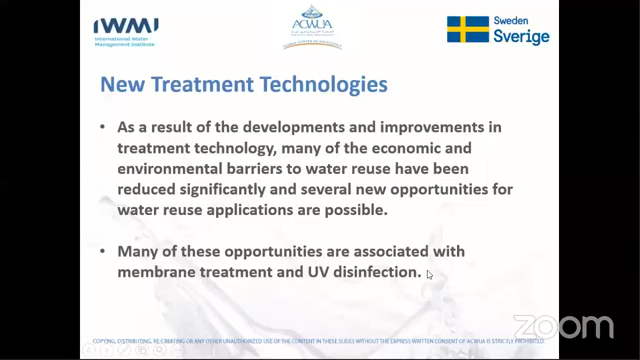 IWMI
International Water
Management Institute
ACWUA
Sweden
Sverige
New Treatment Technologies
• As a result of the developments and improvements in
treatment technology, many of the economic and
environmental barriers to water reuse have been
reduced significantly and several new opportunities for
water reuse applications are possible.
• Many of these opportunities are associated with
membrane treatment and UV disinfection.
zoom
COPYING, DISTRIBUTING, RE-CREATING OR ANY OTHER UNAUTHORIZED USE OF THE CONTENT IN THESE SLIDES WITHOUT THE EXPRESS WRITTEN CONSENT OF ACWUA IS STRICTLY PROHIBITED.